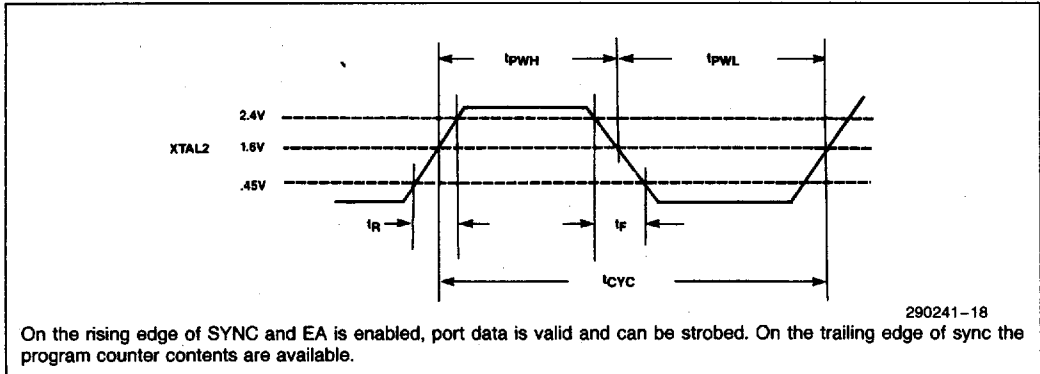 tPWH tPWL
2.4V
XTAL2 1.6V
.45V
tR tF
tCYC
290241-18
On the rising edge of SYNC and EA is enabled, port data is valid and can be strobed. On the trailing edge of sync the
program counter contents are available.